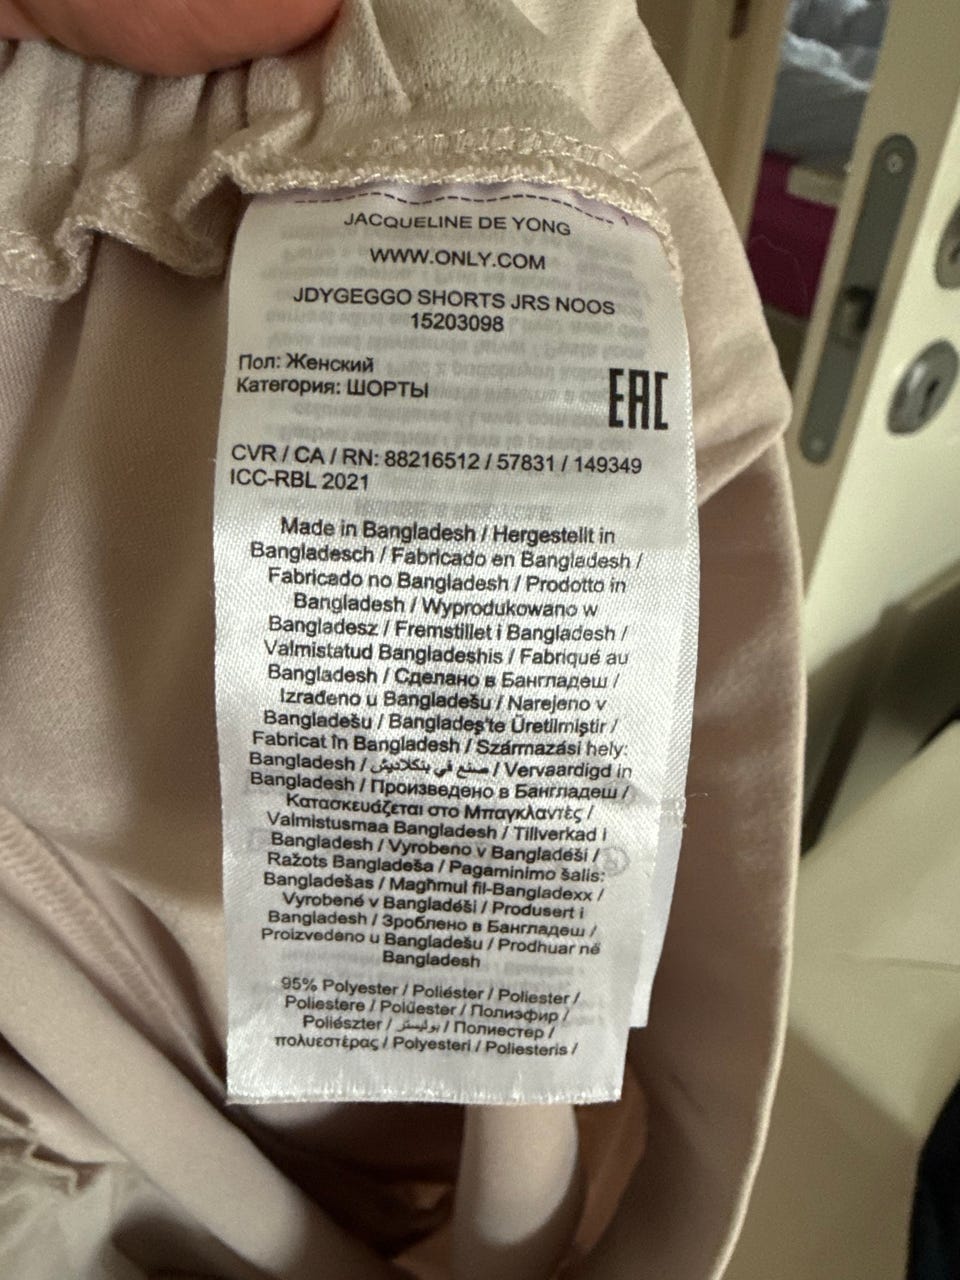 JACQUELINE DE YONG
WWW.ONLY.COM
JDYGEGGO SHORTS JRS NOOS
15203098
Пол: Женский
Категория: ШОРТЫ
EAC
CVR / CA / RN: 88216512 / 57831 / 149349
ICC-RBL 2021
Made in Bangladesh / Hergestellt in
Bangladesch / Fabricado en Bangladesh /
Fabricado no Bangladesh / Prodotto in
Bangladesh / Wyprodukowano w
Bangladesz / Fremstillet i Bangladesh /
Valmistatud Bangladeshis / Fabriqué au
Bangladesh / Сделано в Бангладеш /
Izrađeno u Bangladešu / Narejeno v
Bangladešu / Bangladeş'te Üretilmiştir /
Fabricat în Bangladesh / Származási hely:
Bangladesh / صنع في بنكلاديش / Vervaardigd in
Bangladesh / Произведено в Бангладеш /
Κατασκευάζεται στο Μπαγκλαντές /
Valmistusmaa Bangladesh / Tillverkad i
Bangladesh / Vyrobeno v Bangladéši /
Ražots Bangladeša / Pagaminimo šalis:
Bangladešas / Magħmul fil-Bangladexx /
Vyrobené v Bangladéši / Produsert i
Bangladesh / Зроблено в Бангладеш /
Proizvedeno u Bangladešu / Prodhuar në
Bangladesh
95% Polyester / Poliéster / Poliester /
Poliestere / Polüester / Полиэфир /
Poliészter / بوليستر / Полиестер /
πολυεστέρας / Polyesteri / Poliesteris /